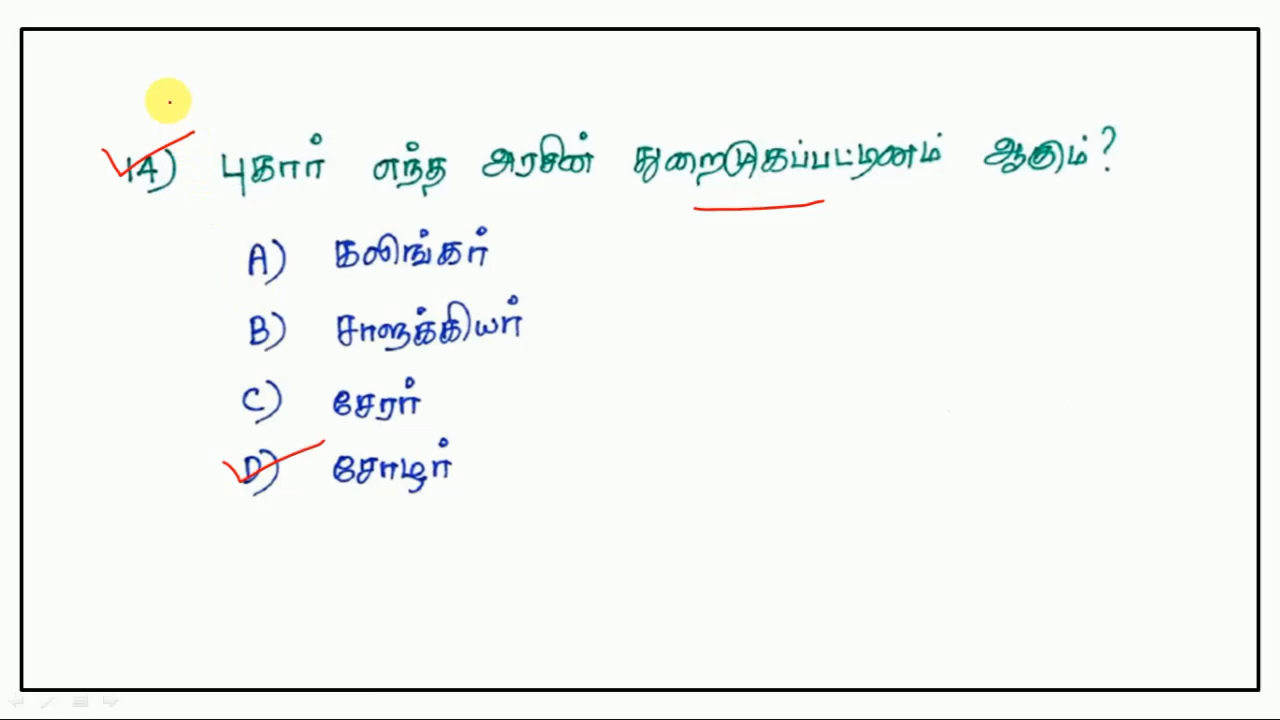 14) புகார் எந்த அரசின் துறைமுகப்பட்டினம் ஆகும்?
A) கலிங்கர்
B) சாளுக்கியர்
C) சேரர்
D) சோழர்